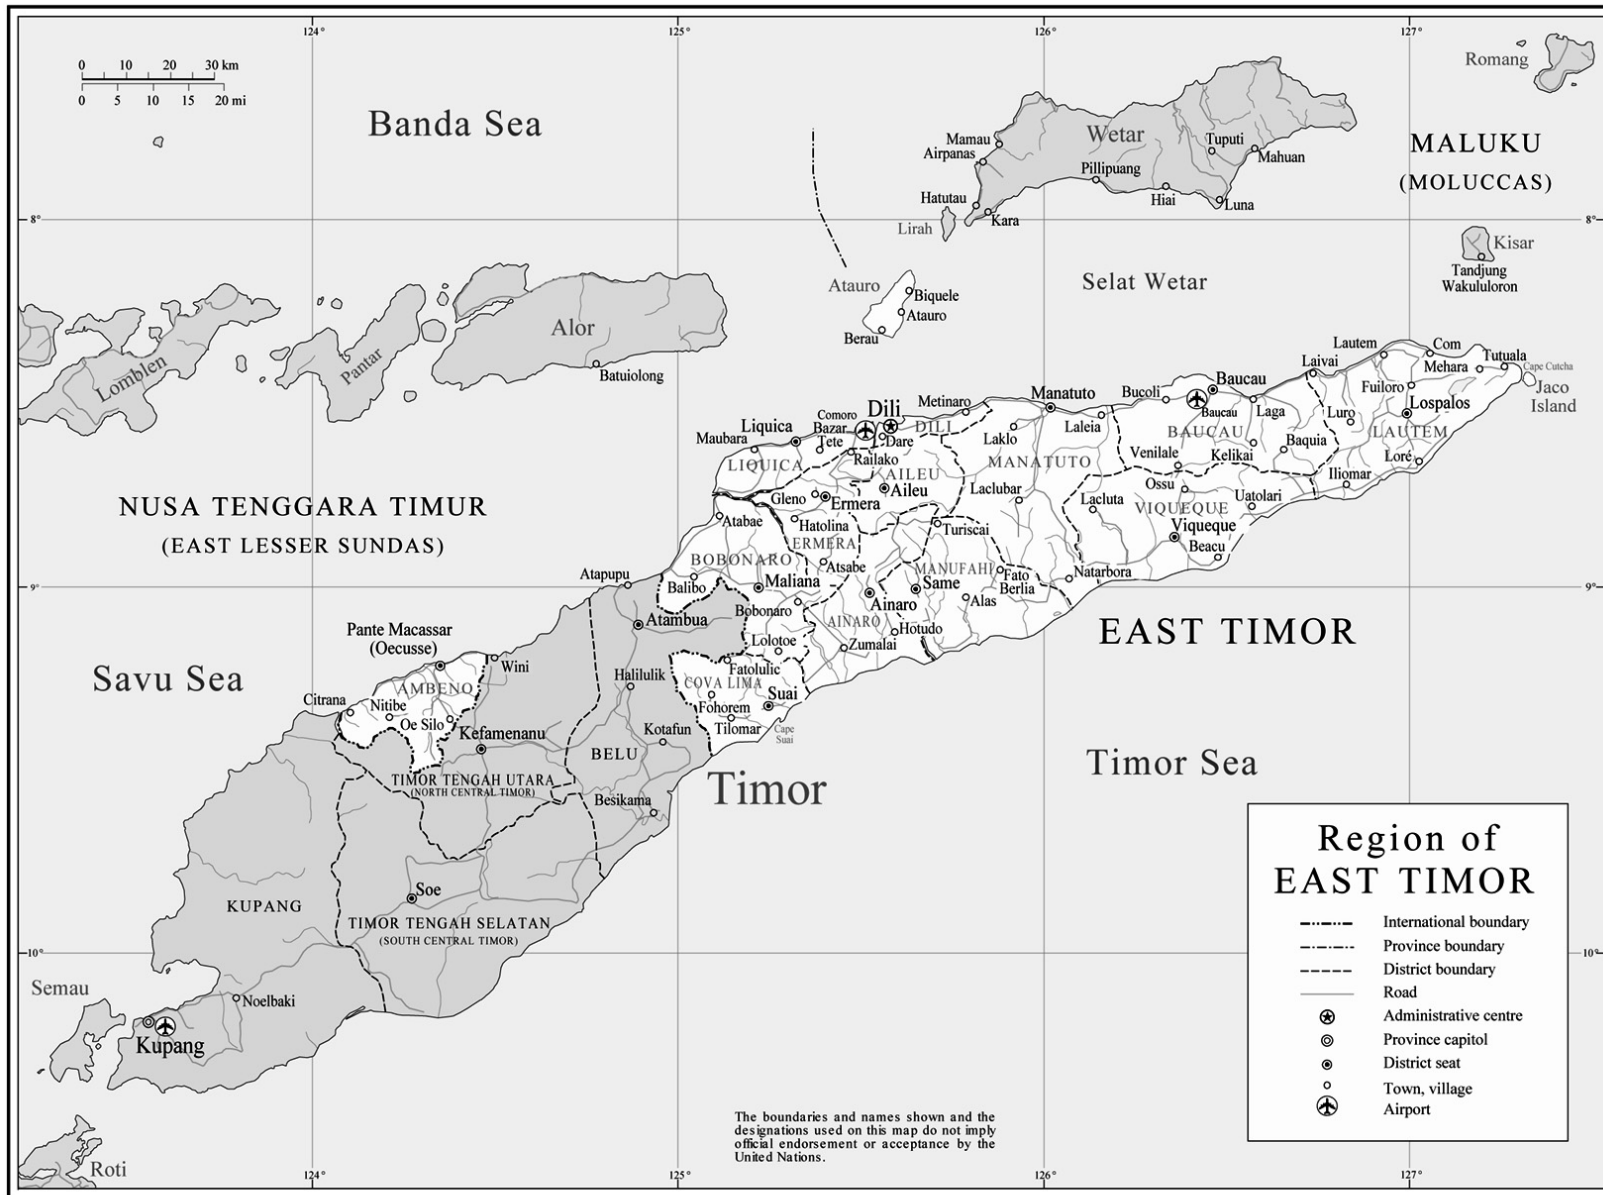 124°
125°
126°
127°
0 10 20 30 km
0 5 10 15 20 mi
Banda Sea
Romang
Wetar
Mamau
Airpanas
Tuputi
Mahuan
Pillipuang
Hatutau
Hiai
Luna
Kara
Lirah
MALUKU
(MOLUCCAS)
8°
8°
Kisar
Tandjung
Wakululoron
Selat Wetar
Atauro
Biquele
Atauro
Berau
Alor
Pantar
Lomblen
Batuiolong
Lautem
Com
Laivai
Mehara
Tutuala
Cape Cutcha
Jaco
Island
Fuiloro
Lospalos
Luro
LAUTEM
Loré
Iliomar
Baucau
Bucoli
Baucau
Laga
BAUCAU
Baquia
Venilale
Kelikai
Manatuto
Laleia
Metinaro
Laklo
MANATUTO
Laclubar
Dili
Comoro
Bazar
Tete
Dare
DILI
Liquica
Maubara
LIQUICA
Railako
AILEU
Aileu
Gleno
Ermera
Hatolina
ERMERA
Atsabe
Ossu
Uatolari
Lacluta
VIQUEQUE
Viqueque
Beacu
Turiscai
MANUFAHI
Same
Fato
Berlia
Alas
Natarbora
NUSA TENGGARA TIMUR
(EAST LESSER SUNDAS)
Atabae
BOBONARO
Balibo
Maliana
Bobonaro
Lolotoe
Ainaro
AINARO
Hotudo
Zumalai
9°
9°
Atapupu
Atambua
EAST TIMOR
Pante Macassar
(Oecusse)
Wini
AMBENO
Citrana
Nitibe
Oe Silo
Savu Sea
Halilulik
Fatolulic
COVA LIMA
Suai
Fohorem
Tilomar
Cape
Suai
Kefamenanu
Kotafun
BELU
TIMOR TENGAH UTARA
(NORTH CENTRAL TIMOR)
Besikama
Timor
Timor Sea
Soe
KUPANG
TIMOR TENGAH SELATAN
(SOUTH CENTRAL TIMOR)
10°
10°
Semau
Noelbaki
Kupang
Roti
Region of
EAST TIMOR
International boundary
Province boundary
District boundary
Road
Administrative centre
Province capitol
District seat
Town, village
Airport
The boundaries and names shown and the
designations used on this map do not imply
official endorsement or acceptance by the
United Nations.
124°
125°
126°
127°